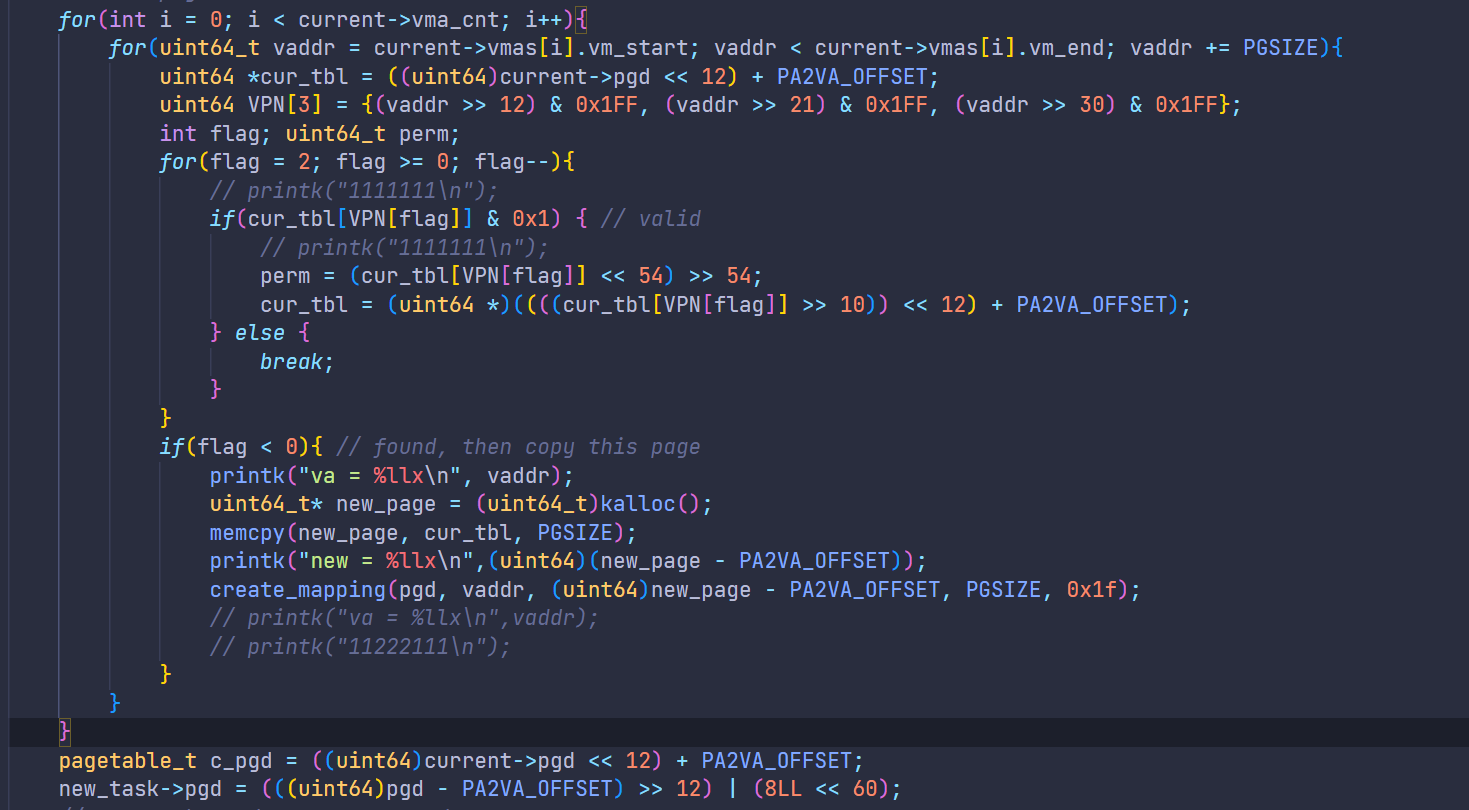 for(int i = 0; i < current->vma_cnt; i++){
for(uint64_t vaddr = current->vmas[i].vm_start; vaddr < current->vmas[i].vm_end; vaddr += PGSIZE){
uint64 *cur_tbl = ((uint64)current->pgd << 12) + PA2VA_OFFSET;
uint64 VPN[3] = {(vaddr >> 12) & 0x1FF, (vaddr >> 21) & 0x1FF, (vaddr >> 30) & 0x1FF};
int flag; uint64_t perm;
for(flag = 2; flag >= 0; flag--){
// printk("1111111\n");
if(cur_tbl[VPN[flag]] & 0x1) { // valid
// printk("1111111\n");
perm = (cur_tbl[VPN[flag]] << 54) >> 54;
cur_tbl = (uint64 *)((((cur_tbl[VPN[flag]] >> 10)) << 12) + PA2VA_OFFSET);
} else {
break;
}
}
if(flag < 0){ // found, then copy this page
printk("va = %llx\n", vaddr);
uint64_t* new_page = (uint64_t)kalloc();
memcpy(new_page, cur_tbl, PGSIZE);
printk("new = %llx\n",(uint64)(new_page - PA2VA_OFFSET));
create_mapping(pgd, vaddr, (uint64)new_page - PA2VA_OFFSET, PGSIZE, 0x1f);
// printk("va = %llx\n",vaddr);
// printk("11222111\n");
}
}
}
pagetable_t c_pgd = ((uint64)current->pgd << 12) + PA2VA_OFFSET;
new_task->pgd = (((uint64)pgd - PA2VA_OFFSET) >> 12) | (8LL << 60);